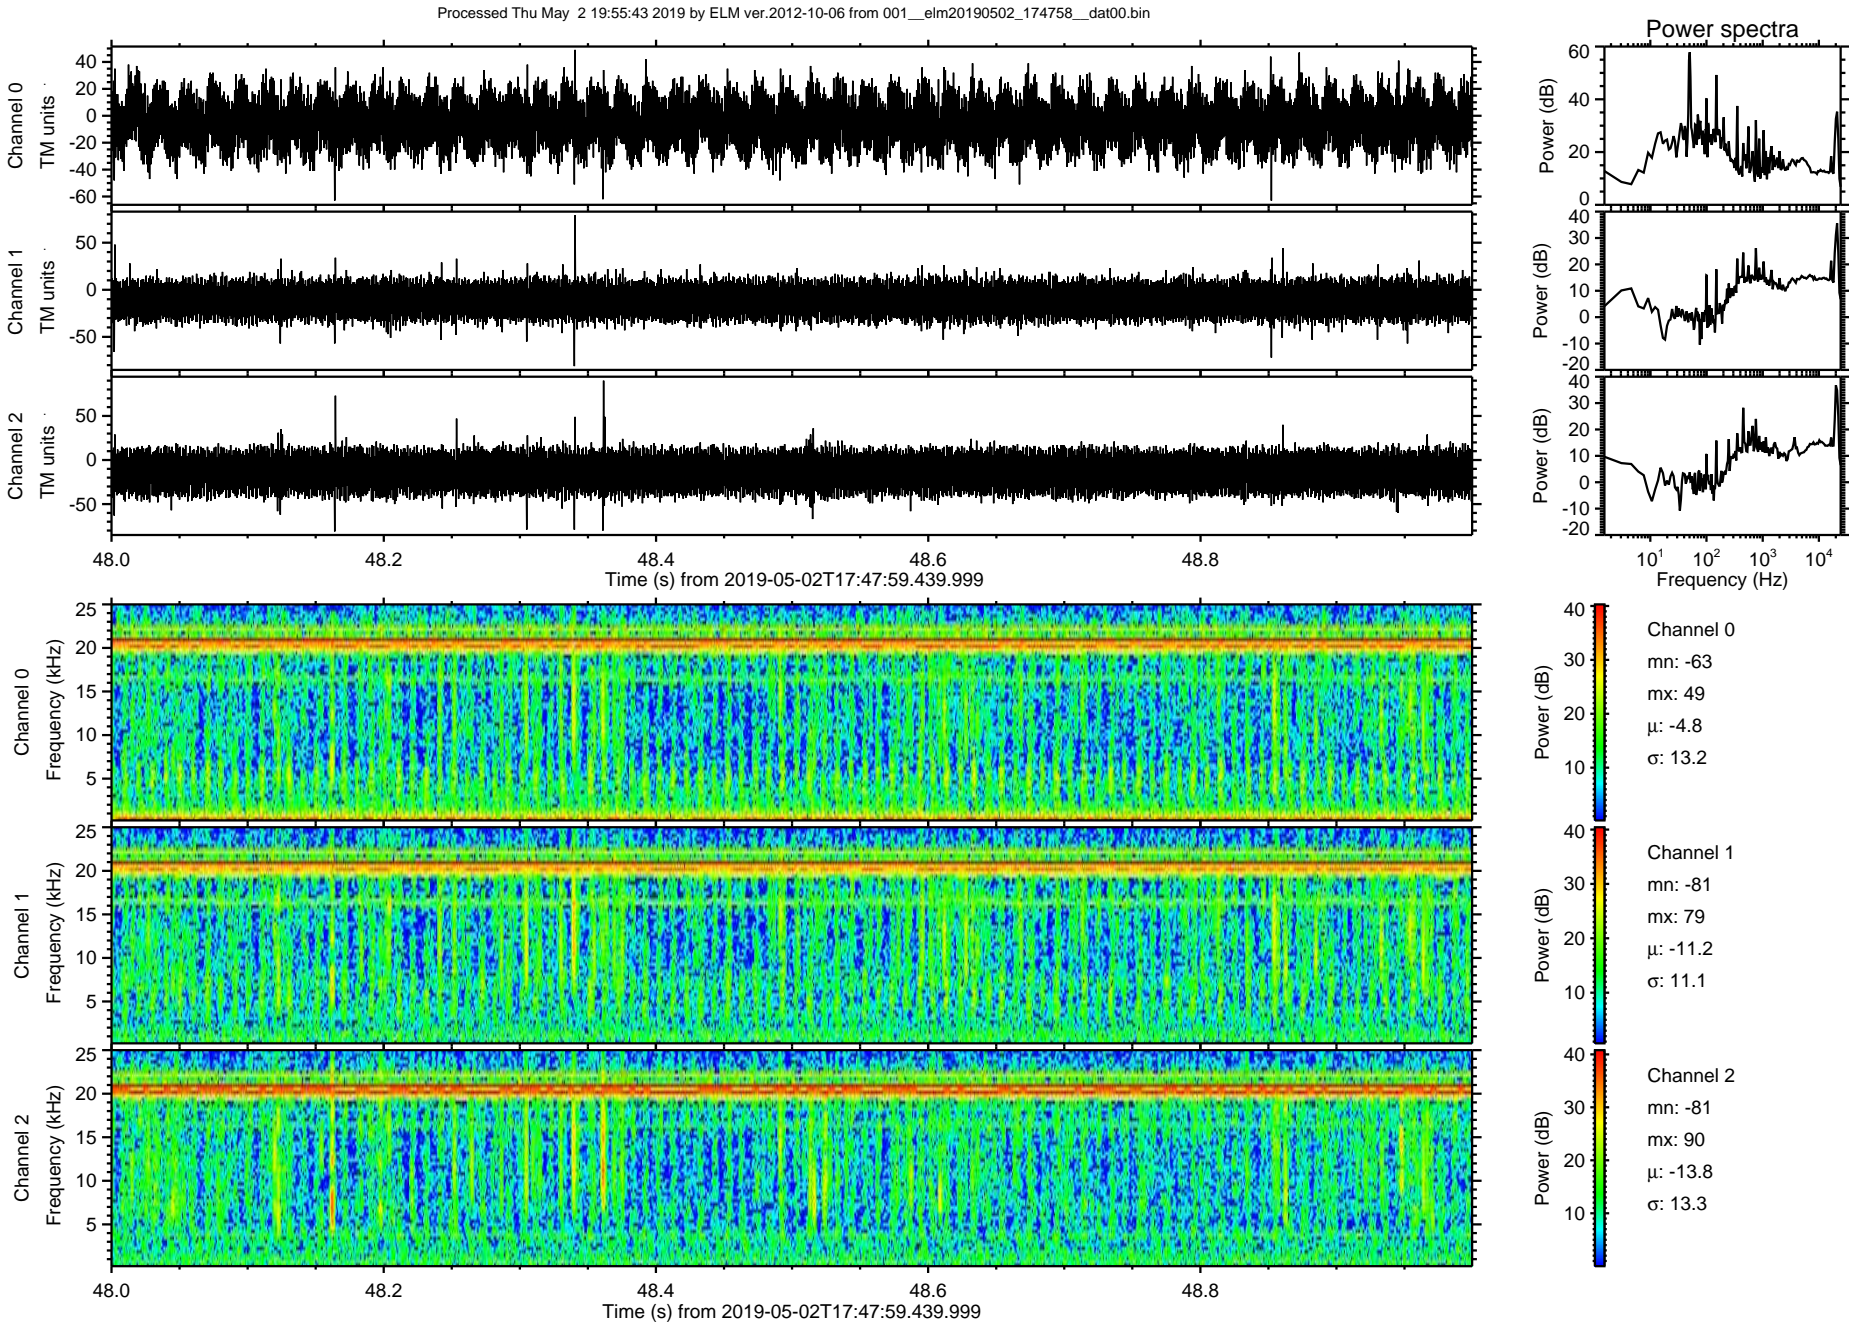 Processed Thu May  2 19:55:43 2019 by ELM ver.2012-10-06 from 001__elm20190502_174758__dat00.bin
Power spectra
Channel 0
TM units
40
20
0
-20
-40
-60
Power (dB)
60
40
20
0
Channel 1
TM units
50
0
-50
Power (dB)
40
30
20
10
0
-10
-20
Channel 2
TM units
50
0
-50
Power (dB)
40
30
20
10
0
-10
-20
48.0 48.2 48.4 48.6 48.8
Time (s) from 2019-05-02T17:47:59.439.999
10^1 10^2 10^3 10^4
Frequency (Hz)
Channel 0
Frequency (kHz)
25
20
15
10
5
Power (dB)
40
30
20
10
Channel 0
mn: -63
mx: 49
μ: -4.8
σ: 13.2
Channel 1
Frequency (kHz)
25
20
15
10
5
Power (dB)
40
30
20
10
Channel 1
mn: -81
mx: 79
μ: -11.2
σ: 11.1
Channel 2
Frequency (kHz)
25
20
15
10
5
Power (dB)
40
30
20
10
Channel 2
mn: -81
mx: 90
μ: -13.8
σ: 13.3
48.0 48.2 48.4 48.6 48.8
Time (s) from 2019-05-02T17:47:59.439.999